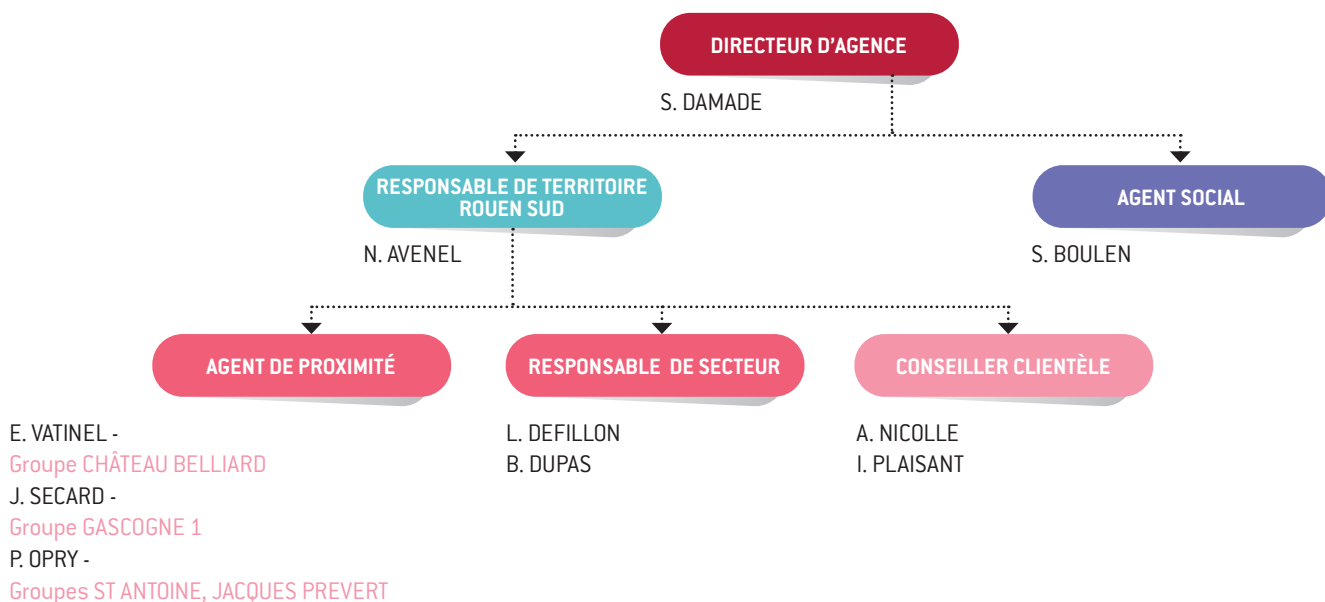 DIRECTEUR D'AGENCE
S. DAMADE
RESPONSABLE DE TERRITOIRE
ROUEN SUD
N. AVENEL
AGENT SOCIAL
S. BOULEN
AGENT DE PROXIMITÉ
E. VATINEL -
Groupe CHÂTEAU BELLIARD
J. SECARD -
Groupe GASCOGNE 1
P. OPRY -
Groupes ST ANTOINE, JACQUES PREVERT
RESPONSABLE DE SECTEUR
L. DEFILLON
B. DUPAS
CONSEILLER CLIENTÈLE
A. NICOLLE
I. PLAISANT